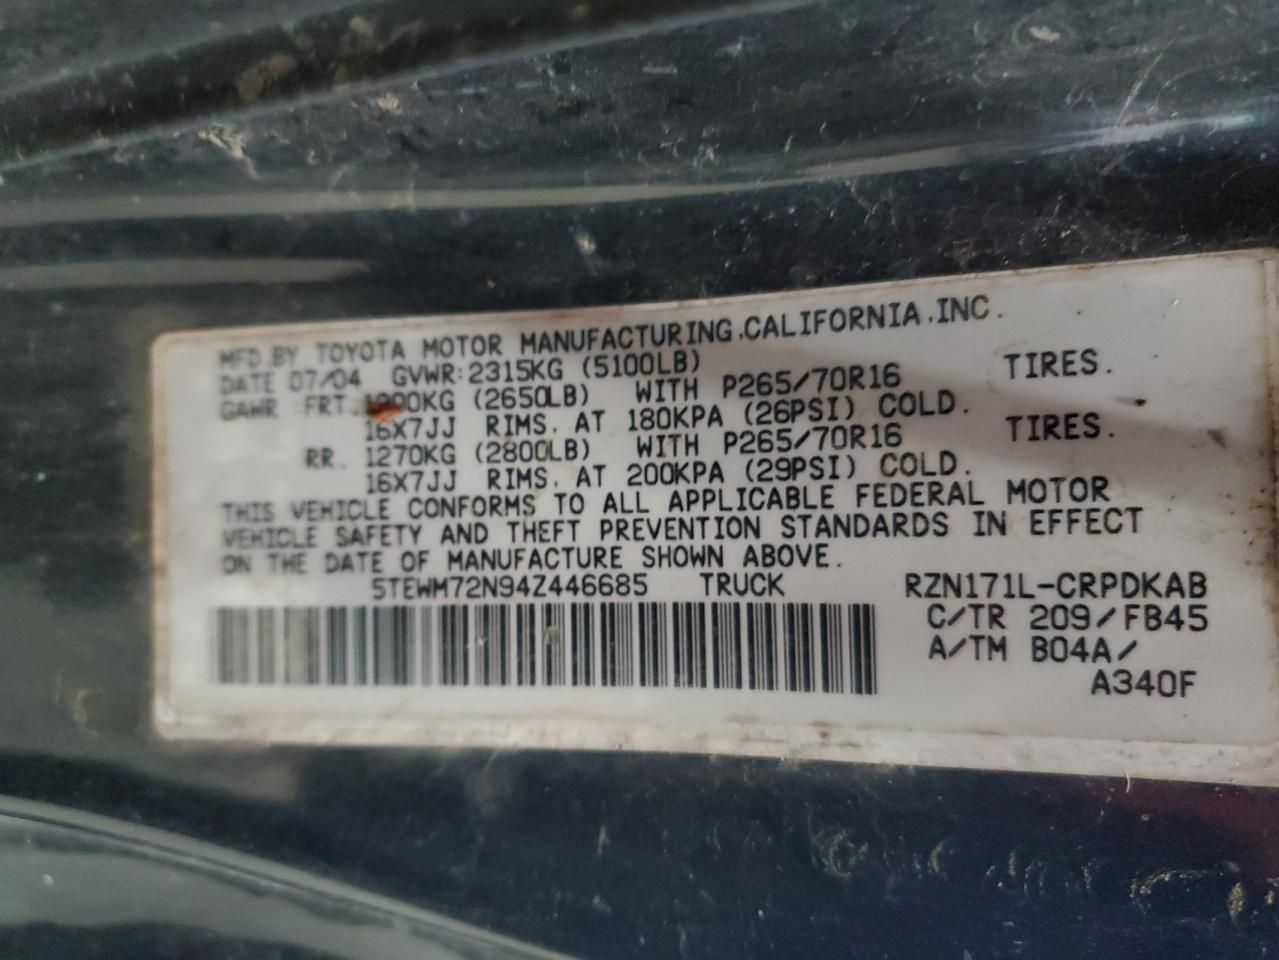 MFD.BY TOYOTA MOTOR MANUFACTURING.CALIFORNIA.INC.
DATE 07/04 GVWR:2315KG (5100LB)
GAWR FRT. (2650LB) WITH P265/70R16 TIRES.
16X7JJ RIMS. AT 180KPA (26PSI) COLD.
RR. 1270KG (2800LB) WITH P265/70R16 TIRES.
16X7JJ RIMS. AT 200KPA (29PSI) COLD.
THIS VEHICLE CONFORMS TO ALL APPLICABLE FEDERAL MOTOR
VEHICLE SAFETY AND THEFT PREVENTION STANDARDS IN EFFECT
ON THE DATE OF MANUFACTURE SHOWN ABOVE.
5TEWM72N94Z446685 TRUCK RZN171L-CRPDKAB
C/TR 209/FB45
A/TM B04A/
A340F